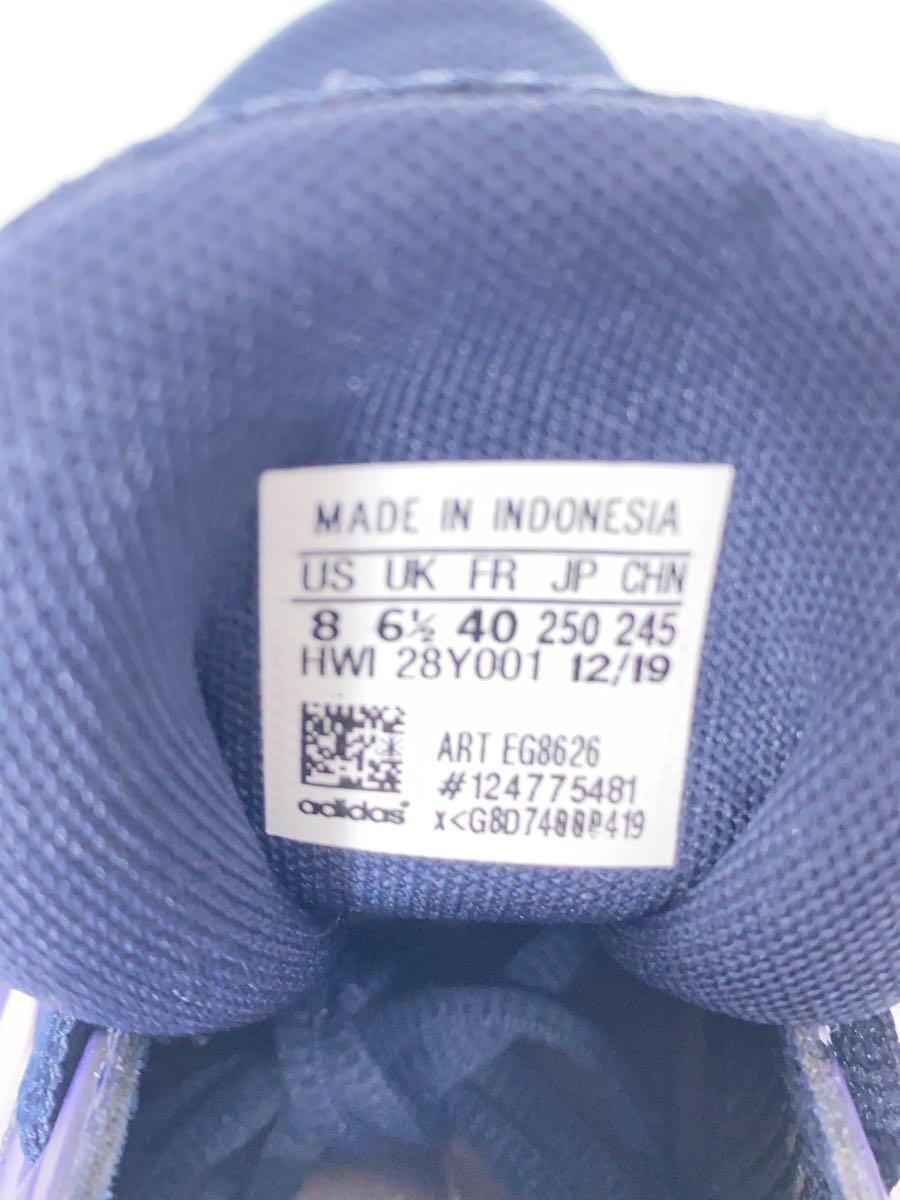 MADE IN INDONESIA
US UK FR JP CHN
8 6½ 40 250 245
HWI 28Y001 12/19
ART EG8626
#124775481
adidas